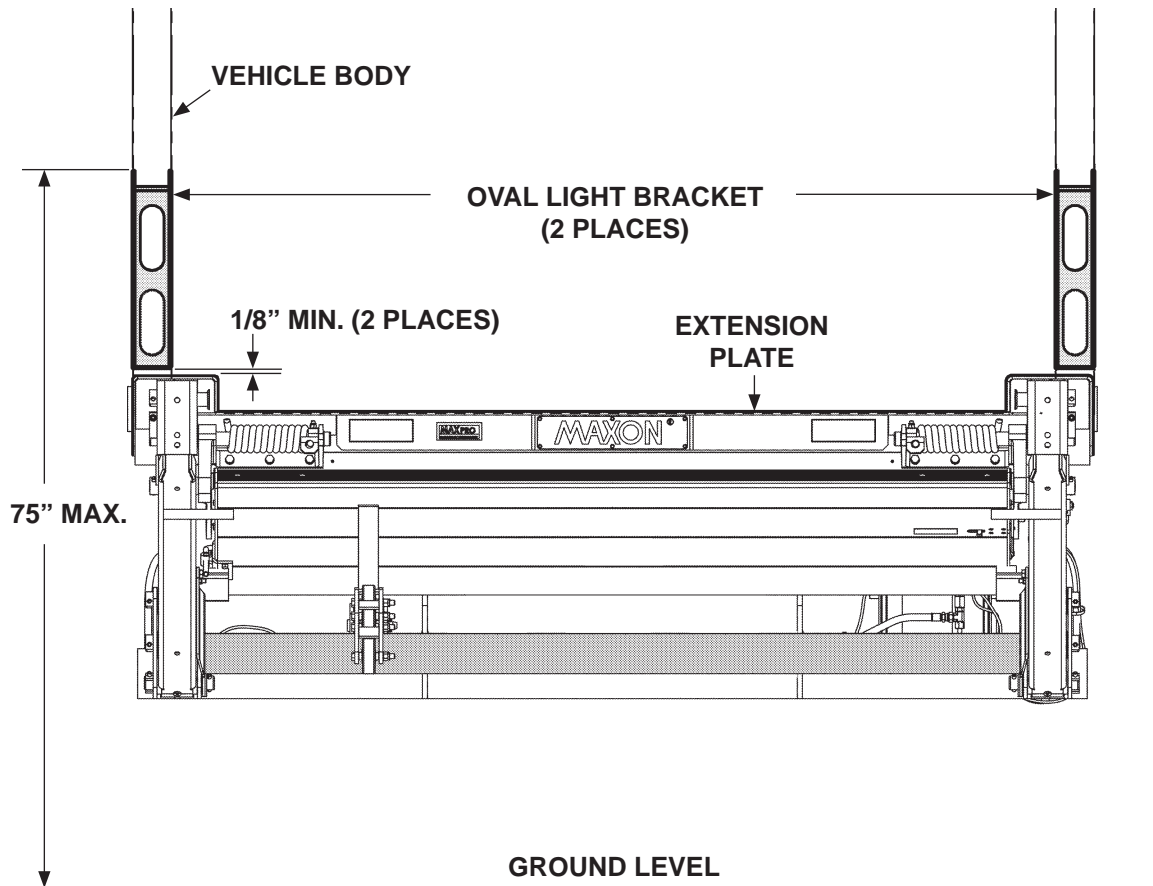 VEHICLE BODY
OVAL LIGHT BRACKET
(2 PLACES)
1/8” MIN. (2 PLACES)
EXTENSION
PLATE
MAXPRO
MAXON®
75” MAX.
GROUND LEVEL